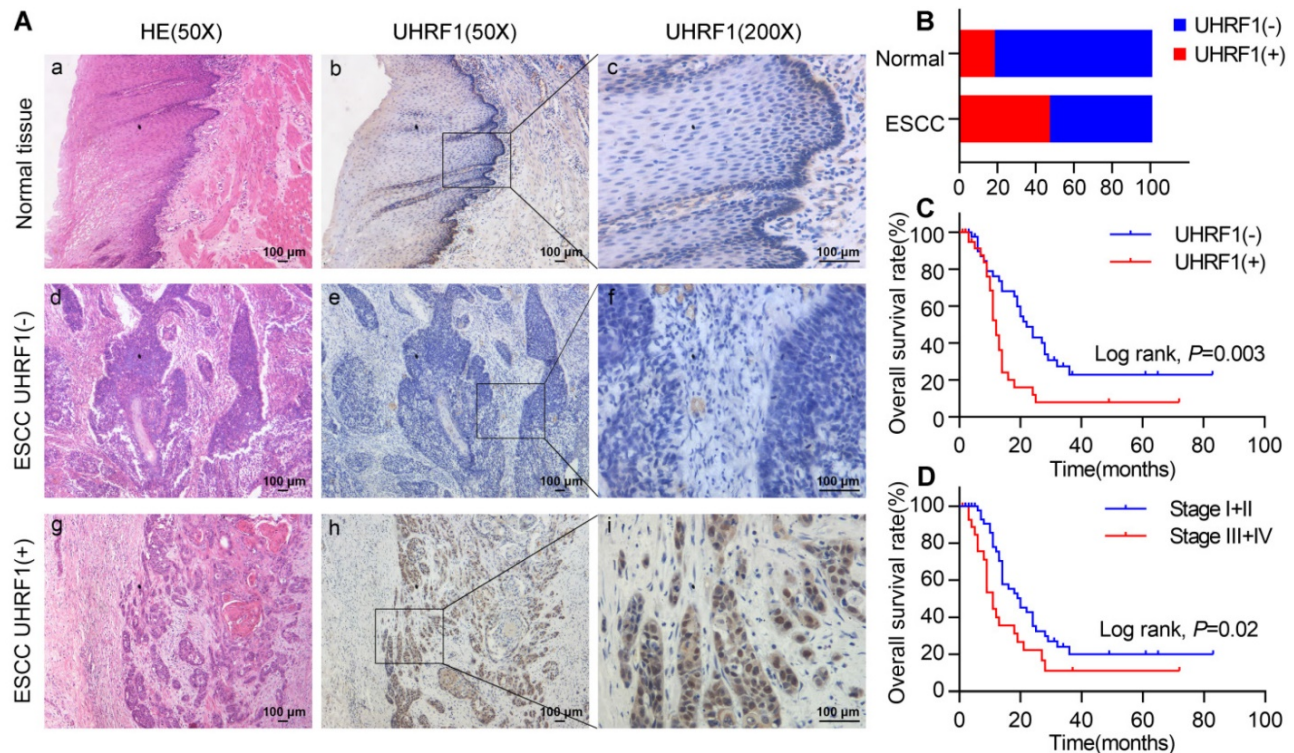 A
HE(50X)
UHRF1(50X)
UHRF1(200X)
Normal tissue
a
100 µm
b
100 µm
c
100 µm
ESCC UHRF1(-)
d
100 µm
e
100 µm
f
100 µm
ESCC UHRF1(+)
g
100 µm
h
100 µm
i
100 µm
B
UHRF1(-)
UHRF1(+)
Normal
ESCC
0 20 40 60 80 100
C
Overall survival rate(%)
100
80
60
40
20
0
UHRF1(-)
UHRF1(+)
Log rank, P=0.003
0 20 40 60 80 100
Time(months)
D
Overall survival rate(%)
100
80
60
40
20
0
Stage I+II
Stage III+IV
Log rank, P=0.02
0 20 40 60 80 100
Time(months)